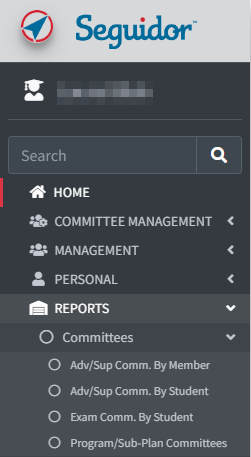 Seguidor™
Search
HOME
COMMITTEE MANAGEMENT
MANAGEMENT
PERSONAL
REPORTS
Committees
Adv/Sup Comm. By Member
Adv/Sup Comm. By Student
Exam Comm. By Student
Program/Sub-Plan Committees